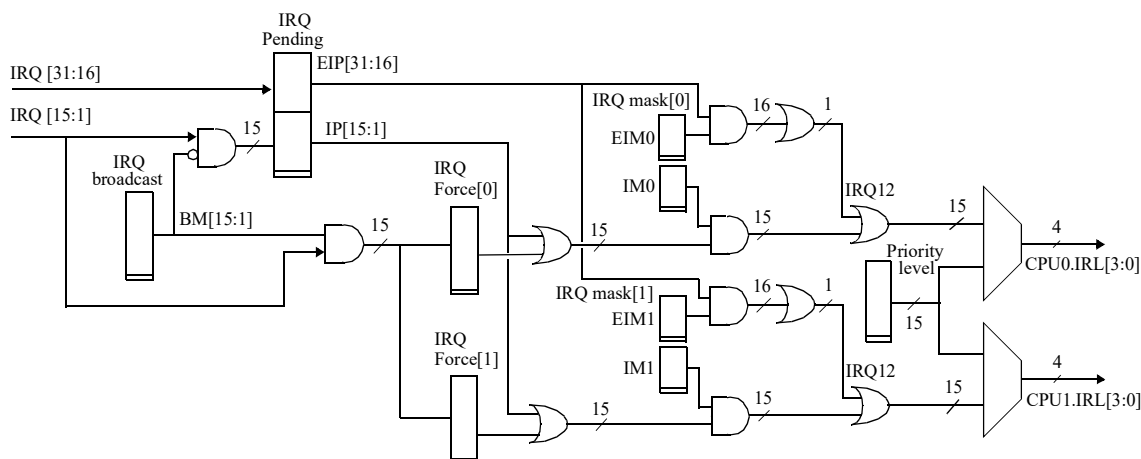 IRQ
Pending
EIP[31:16]
IRQ [31:16]
IRQ [15:1]
15
IP[15:1]
IRQ
broadcast
BM[15:1]
15
IRQ
Force[0]
15
IRQ mask[0]
EIM0
IM0
16
1
15
IRQ12
15
4
CPU0.IRL[3:0]
Priority
level
15
IRQ mask[1]
EIM1
IM1
16
1
IRQ
Force[1]
15
15
IRQ12
15
4
CPU1.IRL[3:0]